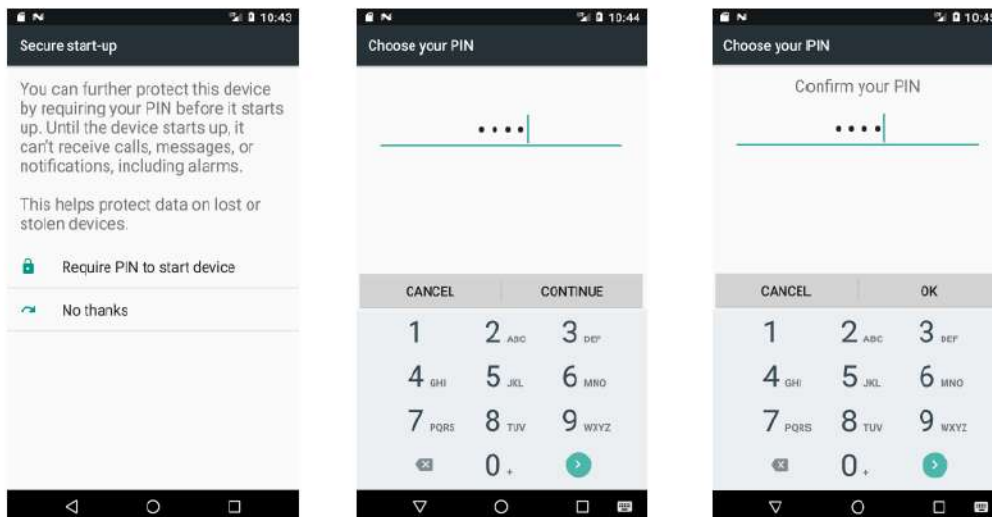 10:43
Secure start-up
You can further protect this device
by requiring your PIN before it starts
up. Until the device starts up, it
can't receive calls, messages, or
notifications, including alarms.
This helps protect data on lost or
stolen devices.
Require PIN to start device
No thanks
10:44
Choose your PIN
CANCEL CONTINUE
1 2 ABC 3 DEF
4 GHI 5 JKL 6 MNO
7 PQRS 8 TUV 9 WXYZ
0 +
10:45
Choose your PIN
Confirm your PIN
CANCEL OK
1 2 ABC 3 DEF
4 GHI 5 JKL 6 MNO
7 PQRS 8 TUV 9 WXYZ
0 +